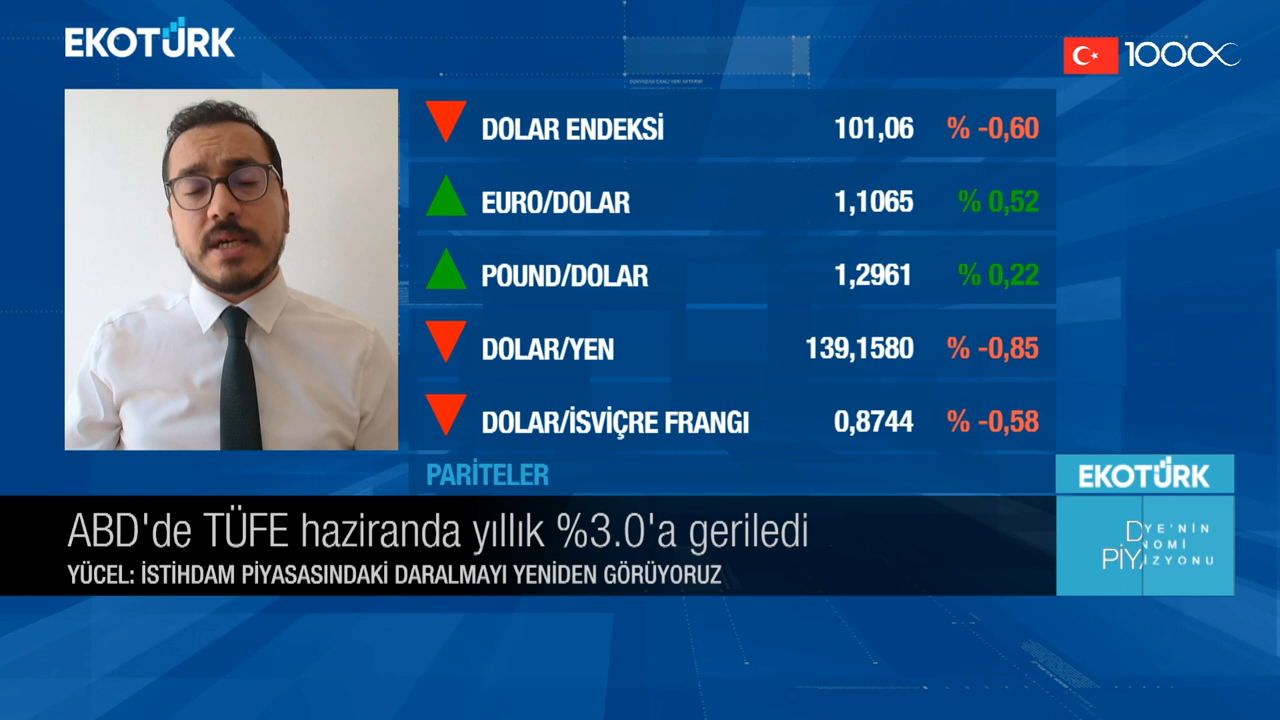 EKOTÜRK
100
DOLAR ENDEKSİ 101,06 % -0,60
EURO/DOLAR 1,1065 % 0,52
POUND/DOLAR 1,2961 % 0,22
DOLAR/YEN 139,1580 % -0,85
DOLAR/İSVİÇRE FRANGI 0,8744 % -0,58
PARİTELER
EKOTÜRK
ABD'de TÜFE haziranda yıllık %3.0'a geriledi
YÜCEL: İSTİHDAM PİYASASINDAKİ DARALMAYI YENİDEN GÖRÜYORUZ